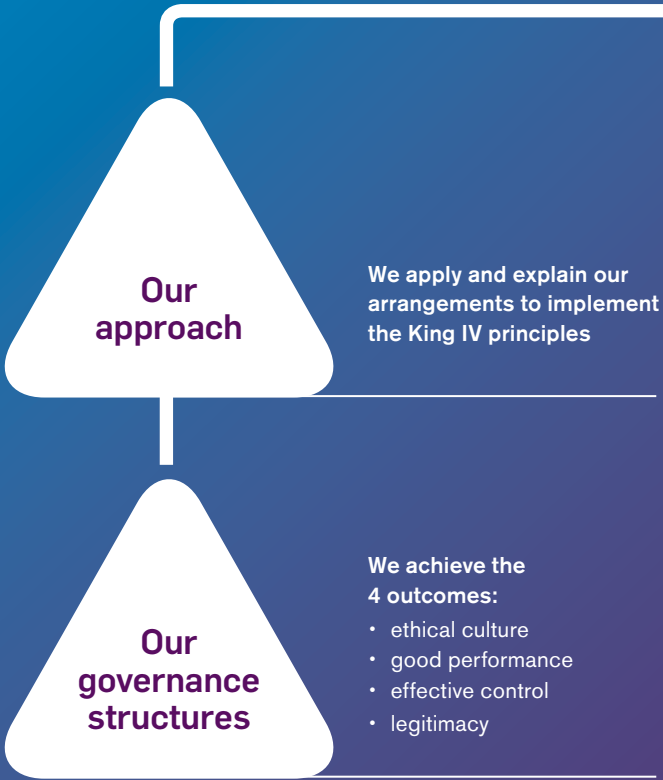 Our
approach
We apply and explain our
arrangements to implement
the King IV principles
Our
governance
structures
We achieve the
4 outcomes:
• ethical culture
• good performance
• effective control
• legitimacy